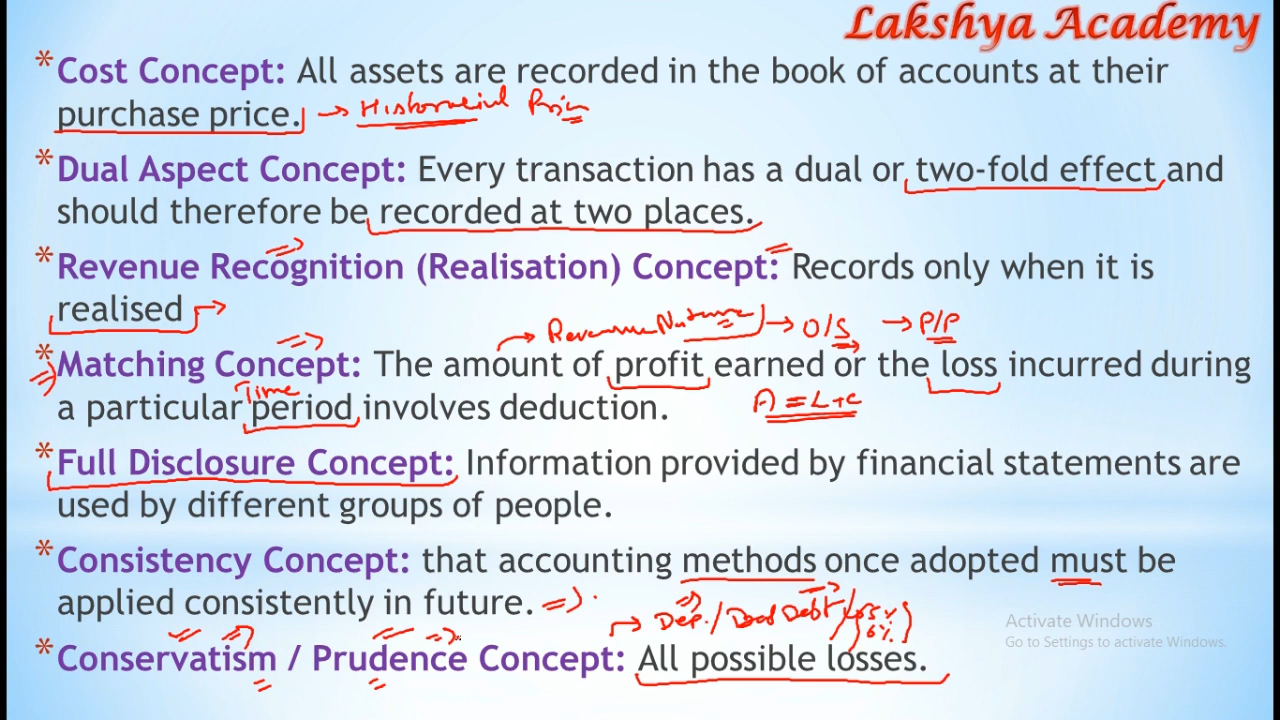 Lakshya Academy
* Cost Concept: All assets are recorded in the book of accounts at their
purchase price. → Historical Price
* Dual Aspect Concept: Every transaction has a dual or two-fold effect and
should therefore be recorded at two places.
* Revenue Recognition (Realisation) Concept: Records only when it is
realised →
→ Revenue Nature → O/S → P/P
* Matching Concept: The amount of profit earned or the loss incurred during
Time
a particular period involves deduction. A = L+C
* Full Disclosure Concept: Information provided by financial statements are
used by different groups of people.
* Consistency Concept: that accounting methods once adopted must be
applied consistently in future. ⇒
→ Dep./Bad Debt/
6%
* Conservatism / Prudence Concept: All possible losses.
Activate Windows
Go to Settings to activate Windows.